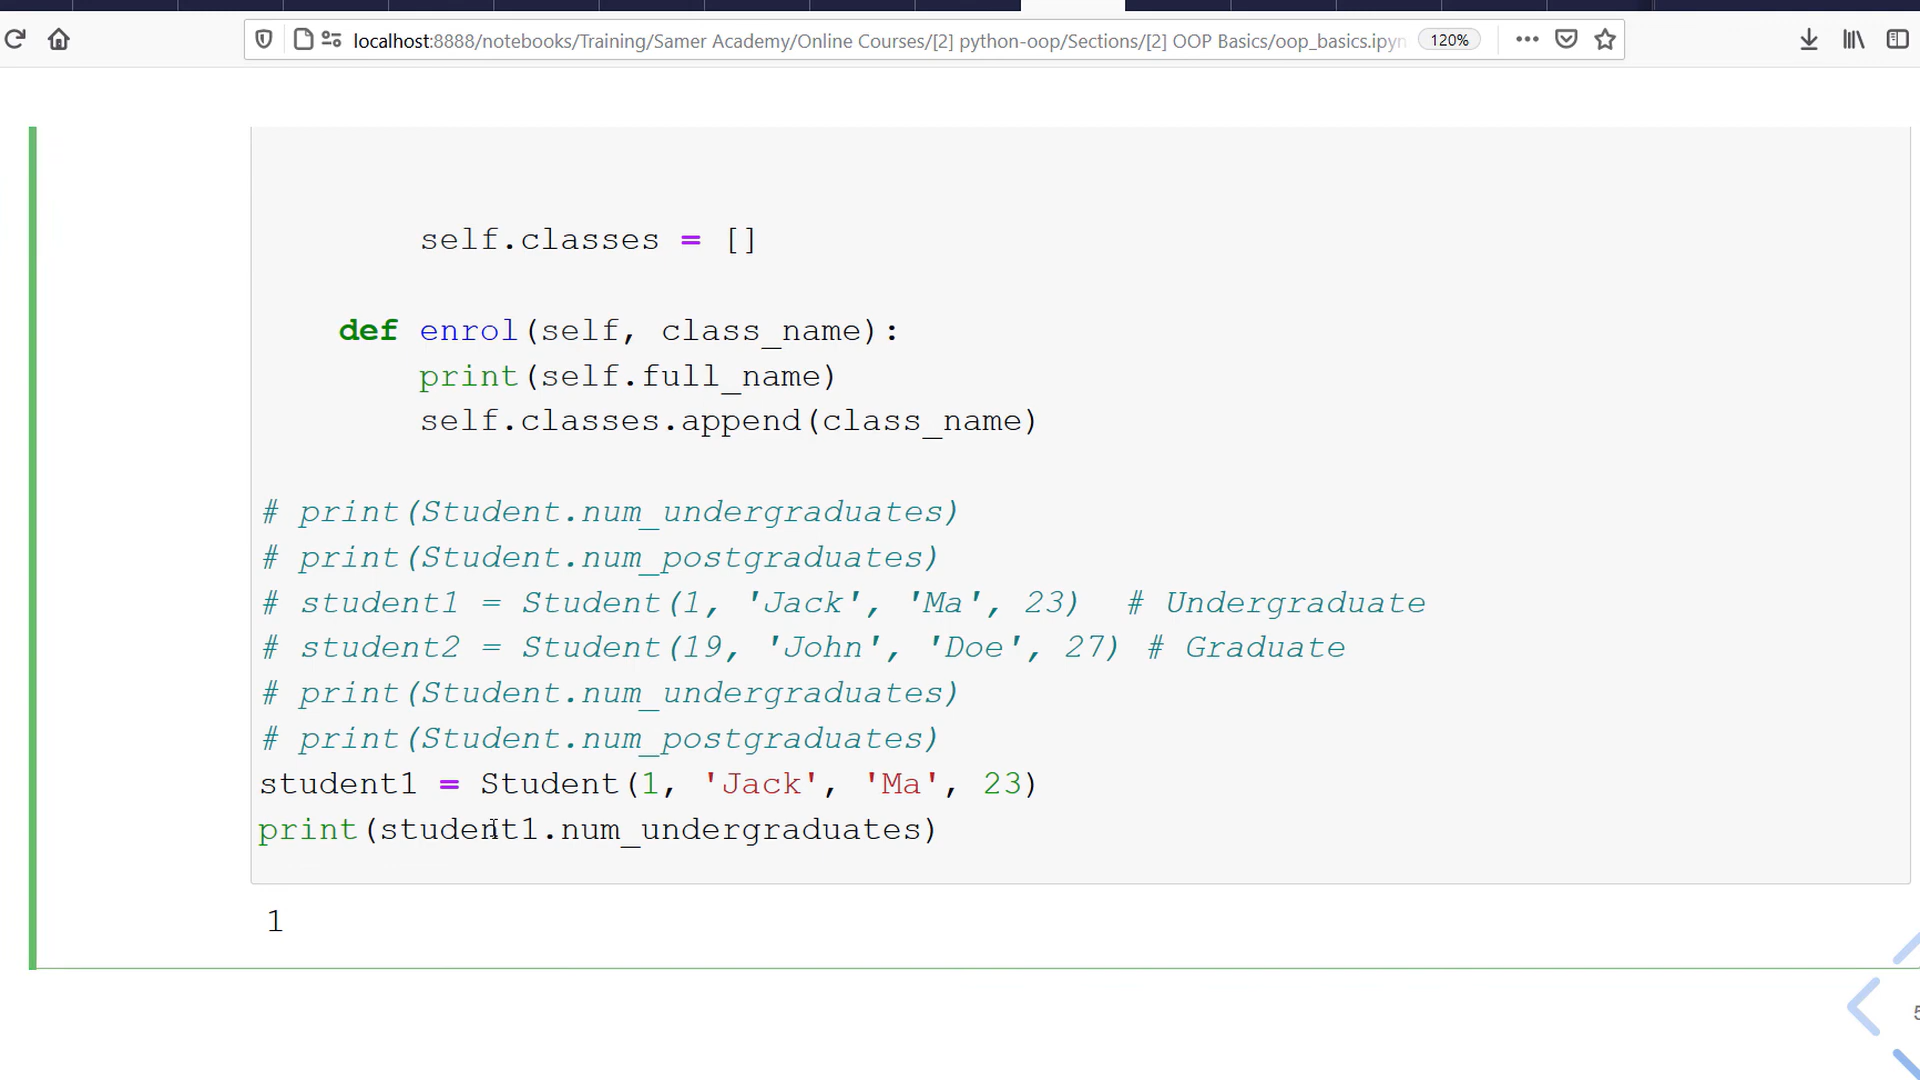 localhost:8888/notebooks/Training/Samer Academy/Online Courses/[2] python-oop/Sections/[2] OOP Basics/oop_basics.ipyn
120%
self.classes = []
def enrol(self, class_name):
print(self.full_name)
self.classes.append(class_name)
# print(Student.num_undergraduates)
# print(Student.num_postgraduates)
# student1 = Student(1, 'Jack', 'Ma', 23) # Undergraduate
# student2 = Student(19, 'John', 'Doe', 27) # Graduate
# print(Student.num_undergraduates)
# print(Student.num_postgraduates)
student1 = Student(1, 'Jack', 'Ma', 23)
print(student1.num_undergraduates)
1